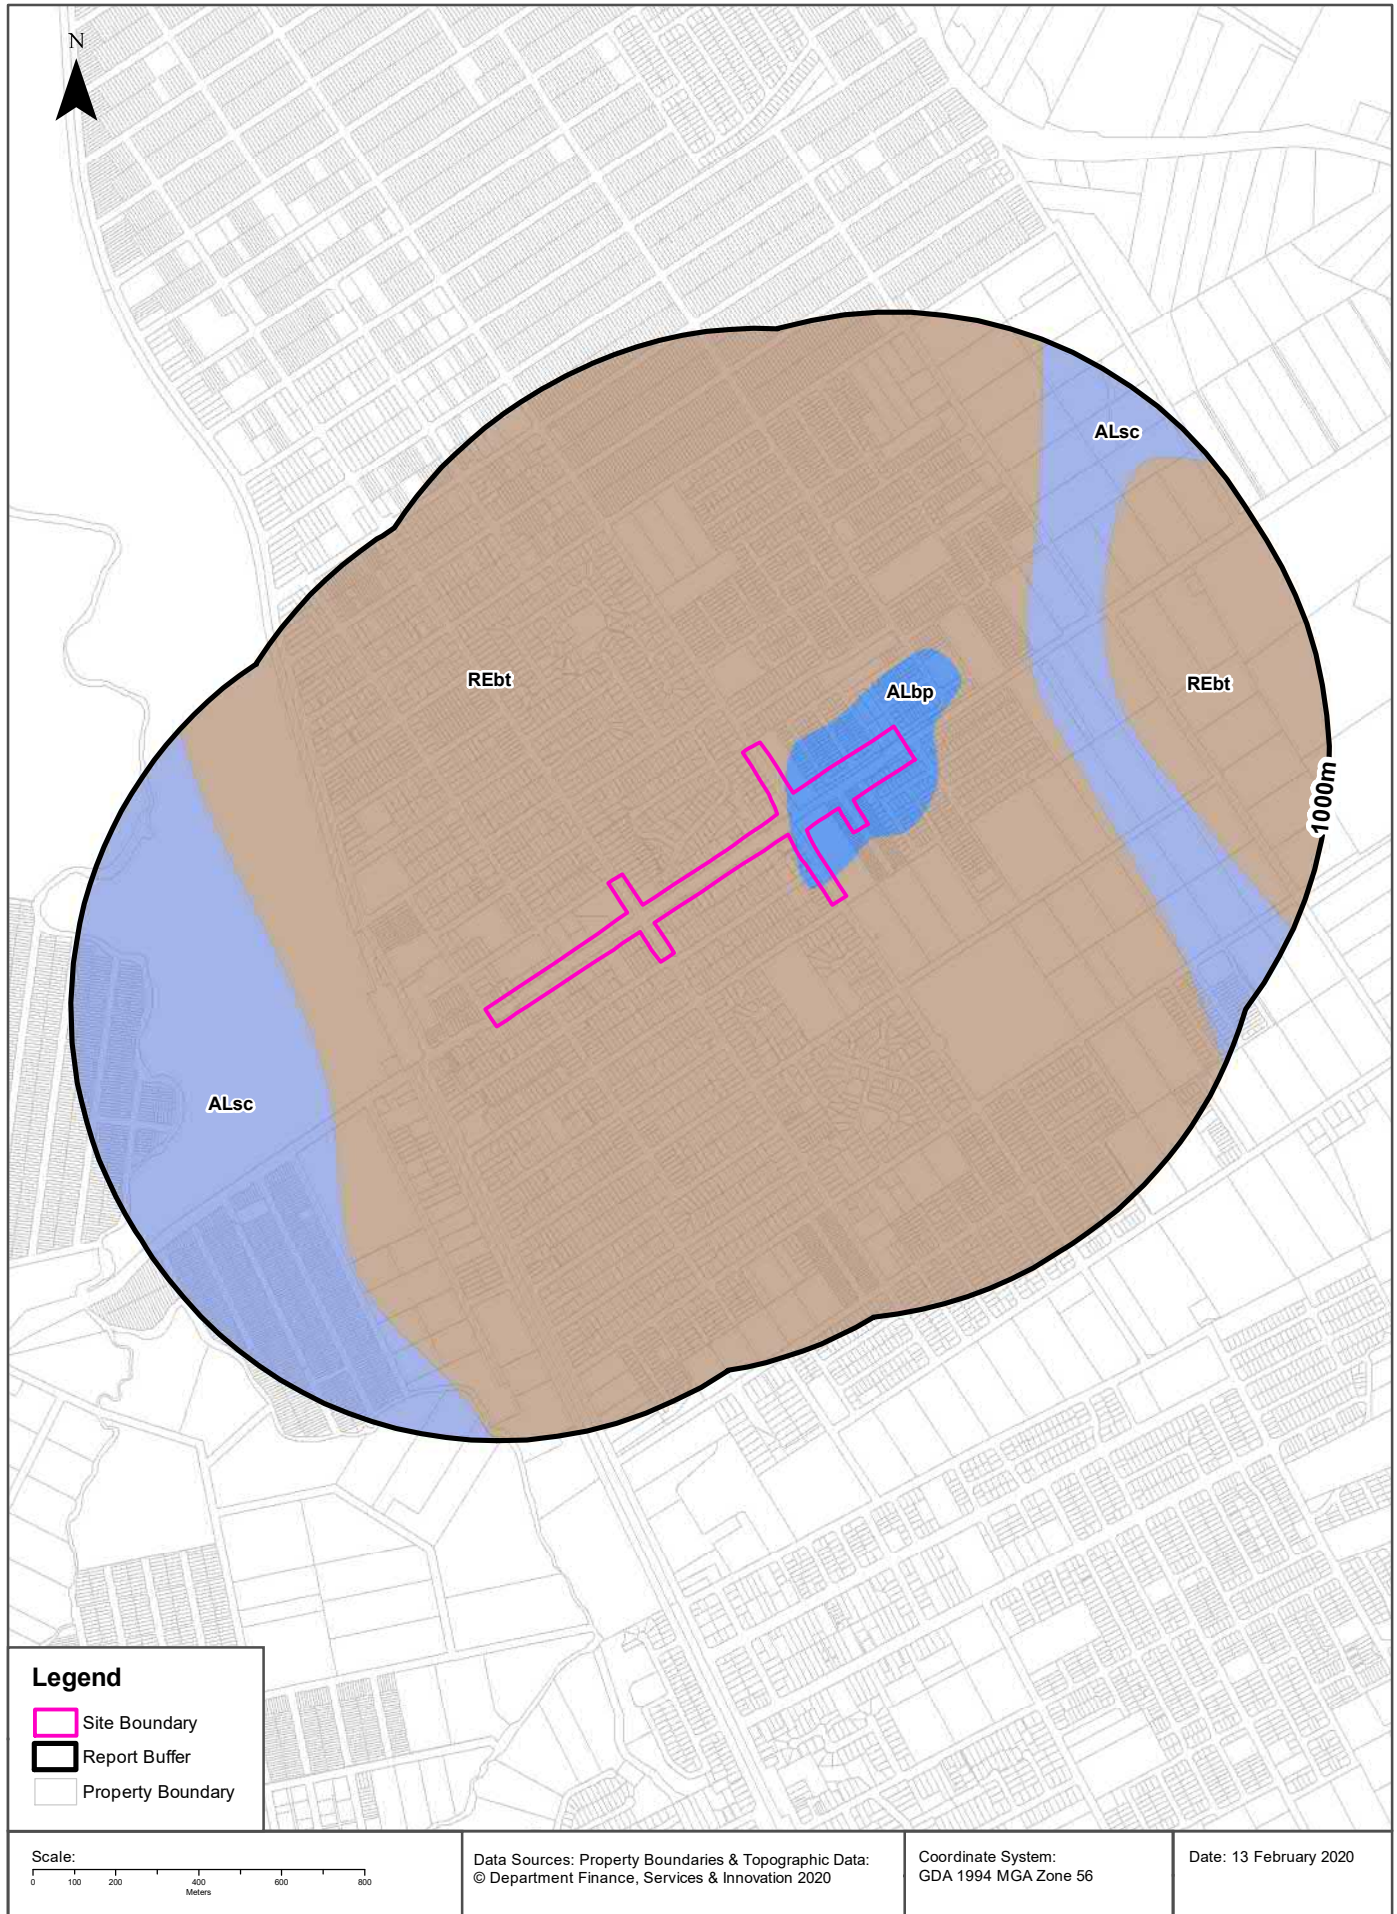 N
ALsc
REbt
ALbp
REbt
1000m
ALsc
Legend
Site Boundary
Report Buffer
Property Boundary
Scale:
0 100 200 400 600 800
Meters
Data Sources: Property Boundaries & Topographic Data:
© Department Finance, Services & Innovation 2020
Coordinate System:
GDA 1994 MGA Zone 56
Date: 13 February 2020